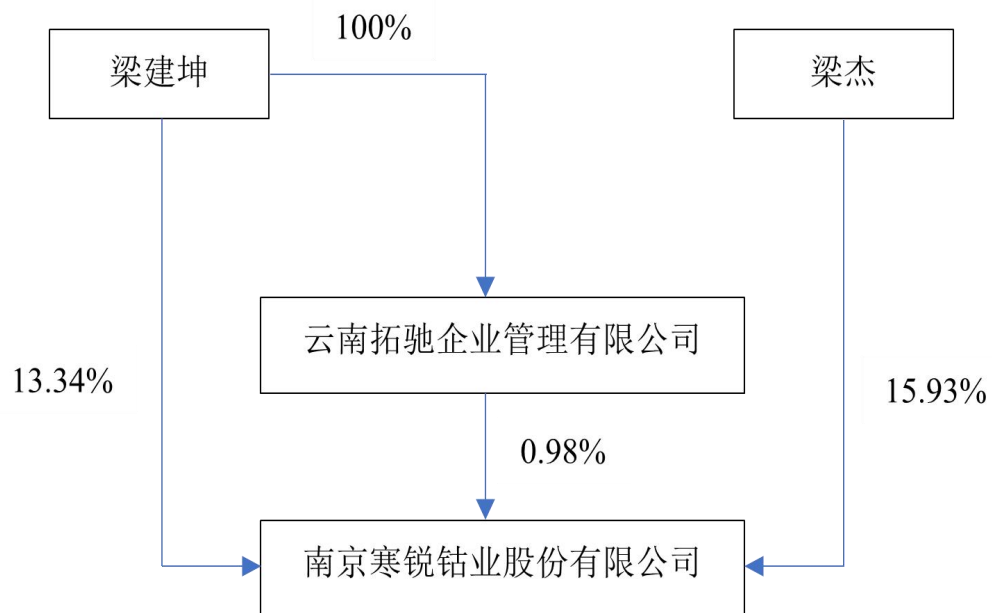 100%
梁建坤
梁杰
云南拓驰企业管理有限公司
13.34%
15.93%
0.98%
南京寒锐钴业股份有限公司